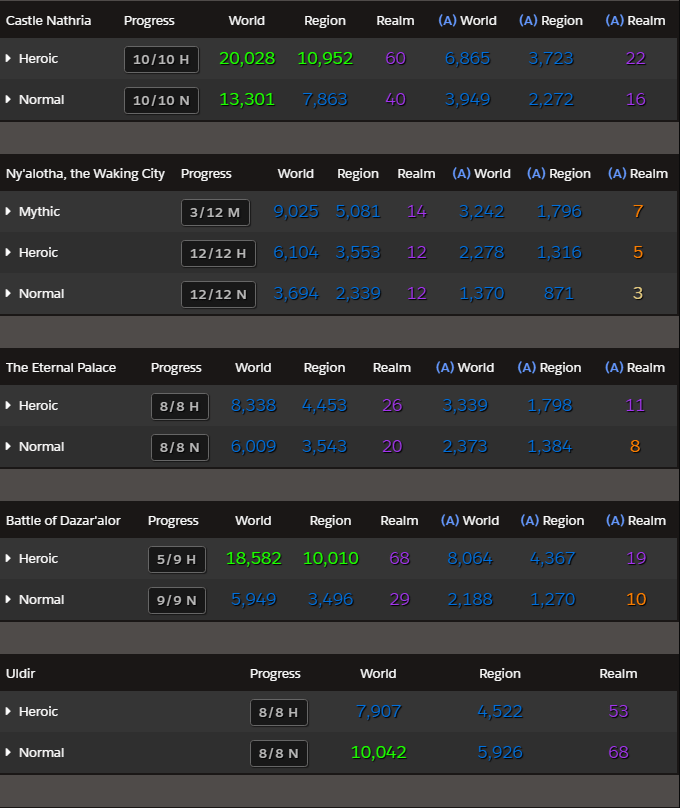 Castle Nathria Progress World Region Realm (A) World (A) Region (A) Realm
Heroic 10/10 H 20,028 10,952 60 6,865 3,723 22
Normal 10/10 N 13,301 7,863 40 3,949 2,272 16
Ny'alotha, the Waking City Progress World Region Realm (A) World (A) Region (A) Realm
Mythic 3/12 M 9,025 5,081 14 3,242 1,796 7
Heroic 12/12 H 6,104 3,553 12 2,278 1,316 5
Normal 12/12 N 3,694 2,339 12 1,370 871 3
The Eternal Palace Progress World Region Realm (A) World (A) Region (A) Realm
Heroic 8/8 H 8,338 4,453 26 3,339 1,798 11
Normal 8/8 N 6,009 3,543 20 2,373 1,384 8
Battle of Dazar'alor Progress World Region Realm (A) World (A) Region (A) Realm
Heroic 5/9 H 18,582 10,010 68 8,064 4,367 19
Normal 9/9 N 5,949 3,496 29 2,188 1,270 10
Uldir Progress World Region Realm
Heroic 8/8 H 7,907 4,522 53
Normal 8/8 N 10,042 5,926 68